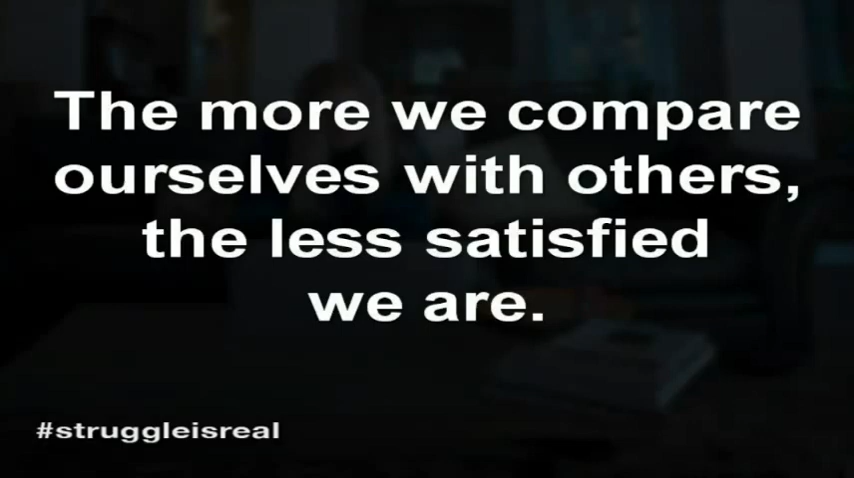 The more we compare
ourselves with others,
the less satisfied
we are.
#struggleisreal